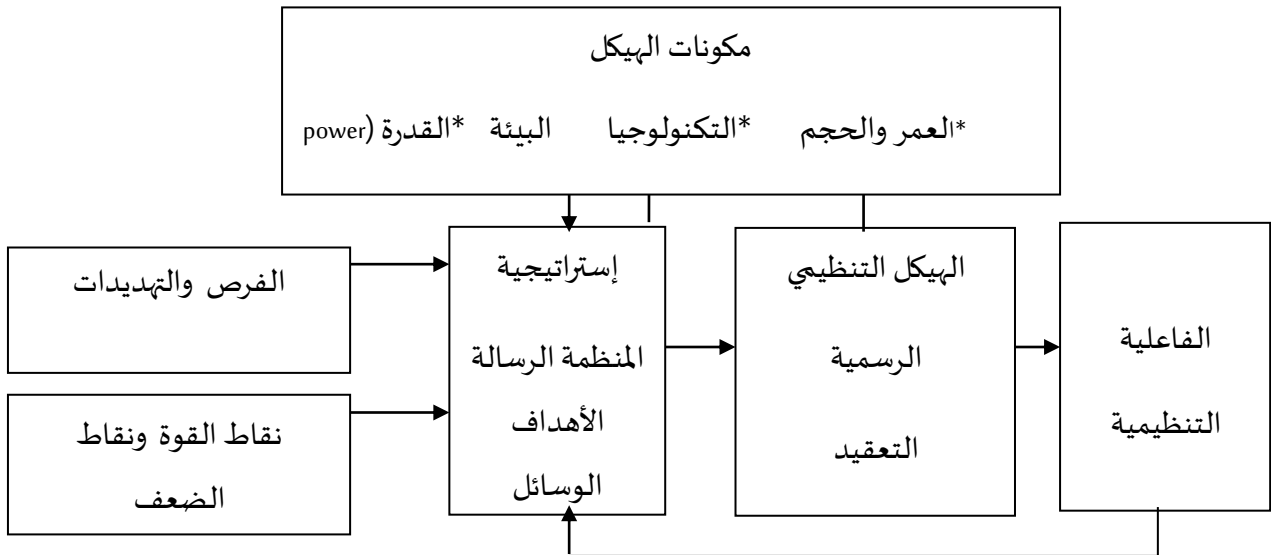 مكونات الهيكل
*العمر والحجم *التكنولوجيا البيئة *القدرة (power
الفرص والتهديدات
نقاط القوة ونقاط
الضعف
إستراتيجية
المنظمة الرسالة
الأهداف
الوسائل
الهيكل التنظيمي
الرسمية
التعقيد
الفاعلية
التنظيمية